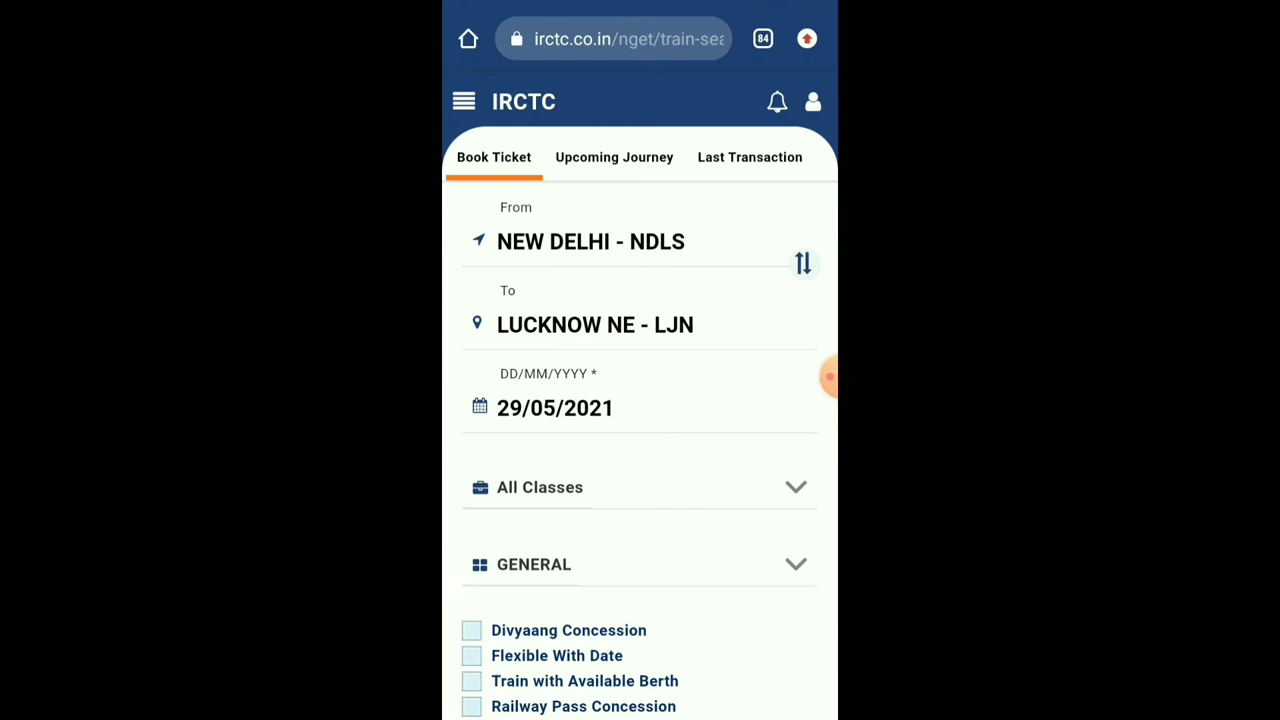 irctc.co.in/nget/train-sea
84
IRCTC
Book Ticket Upcoming Journey Last Transaction
From
NEW DELHI - NDLS
To
LUCKNOW NE - LJN
DD/MM/YYYY *
29/05/2021
All Classes
GENERAL
Divyaang Concession
Flexible With Date
Train with Available Berth
Railway Pass Concession